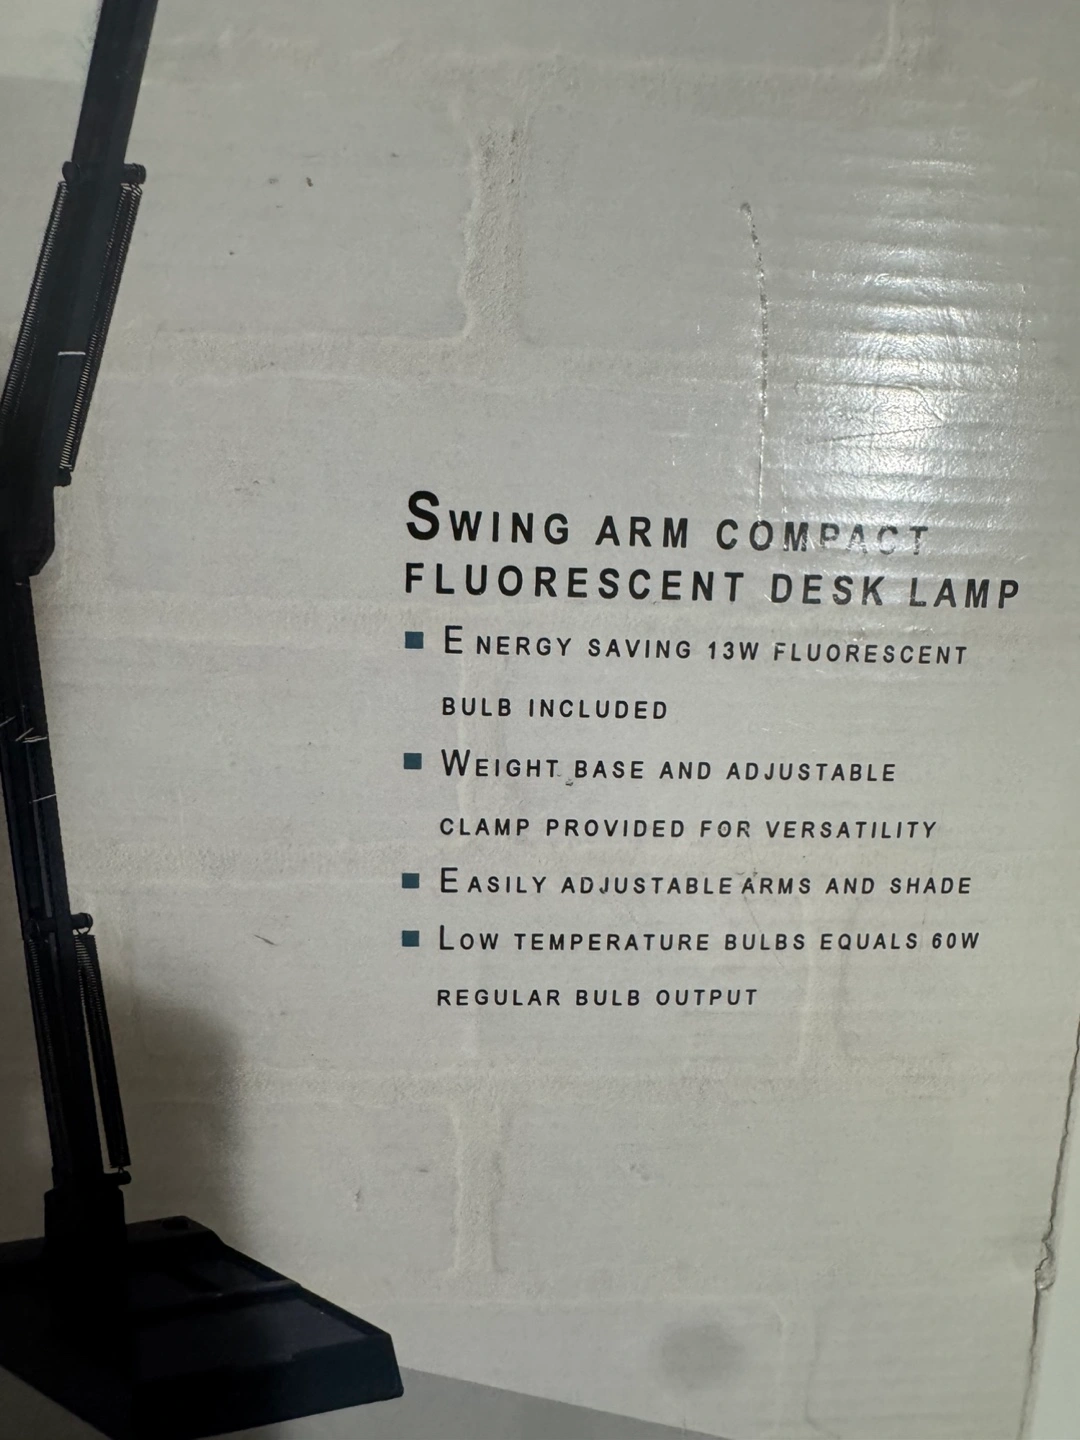 SWING ARM COMPACT
FLUORESCENT DESK LAMP
■ ENERGY SAVING 13W FLUORESCENT
BULB INCLUDED
■ WEIGHT BASE AND ADJUSTABLE
CLAMP PROVIDED FOR VERSATILITY
■ EASILY ADJUSTABLE ARMS AND SHADE
■ LOW TEMPERATURE BULBS EQUALS 60W
REGULAR BULB OUTPUT